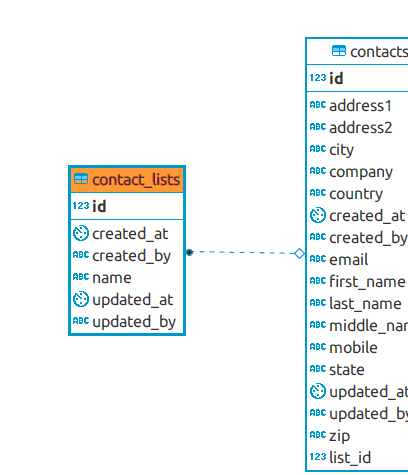 contact_lists
123 id
created_at
ABC created_by
ABC name
updated_at
ABC updated_by
contacts
123 id
ABC address1
ABC address2
ABC city
ABC company
ABC country
created_at
ABC created_by
ABC email
ABC first_name
ABC last_name
ABC middle_nam
ABC mobile
ABC state
updated_at
ABC updated_by
ABC zip
123 list_id